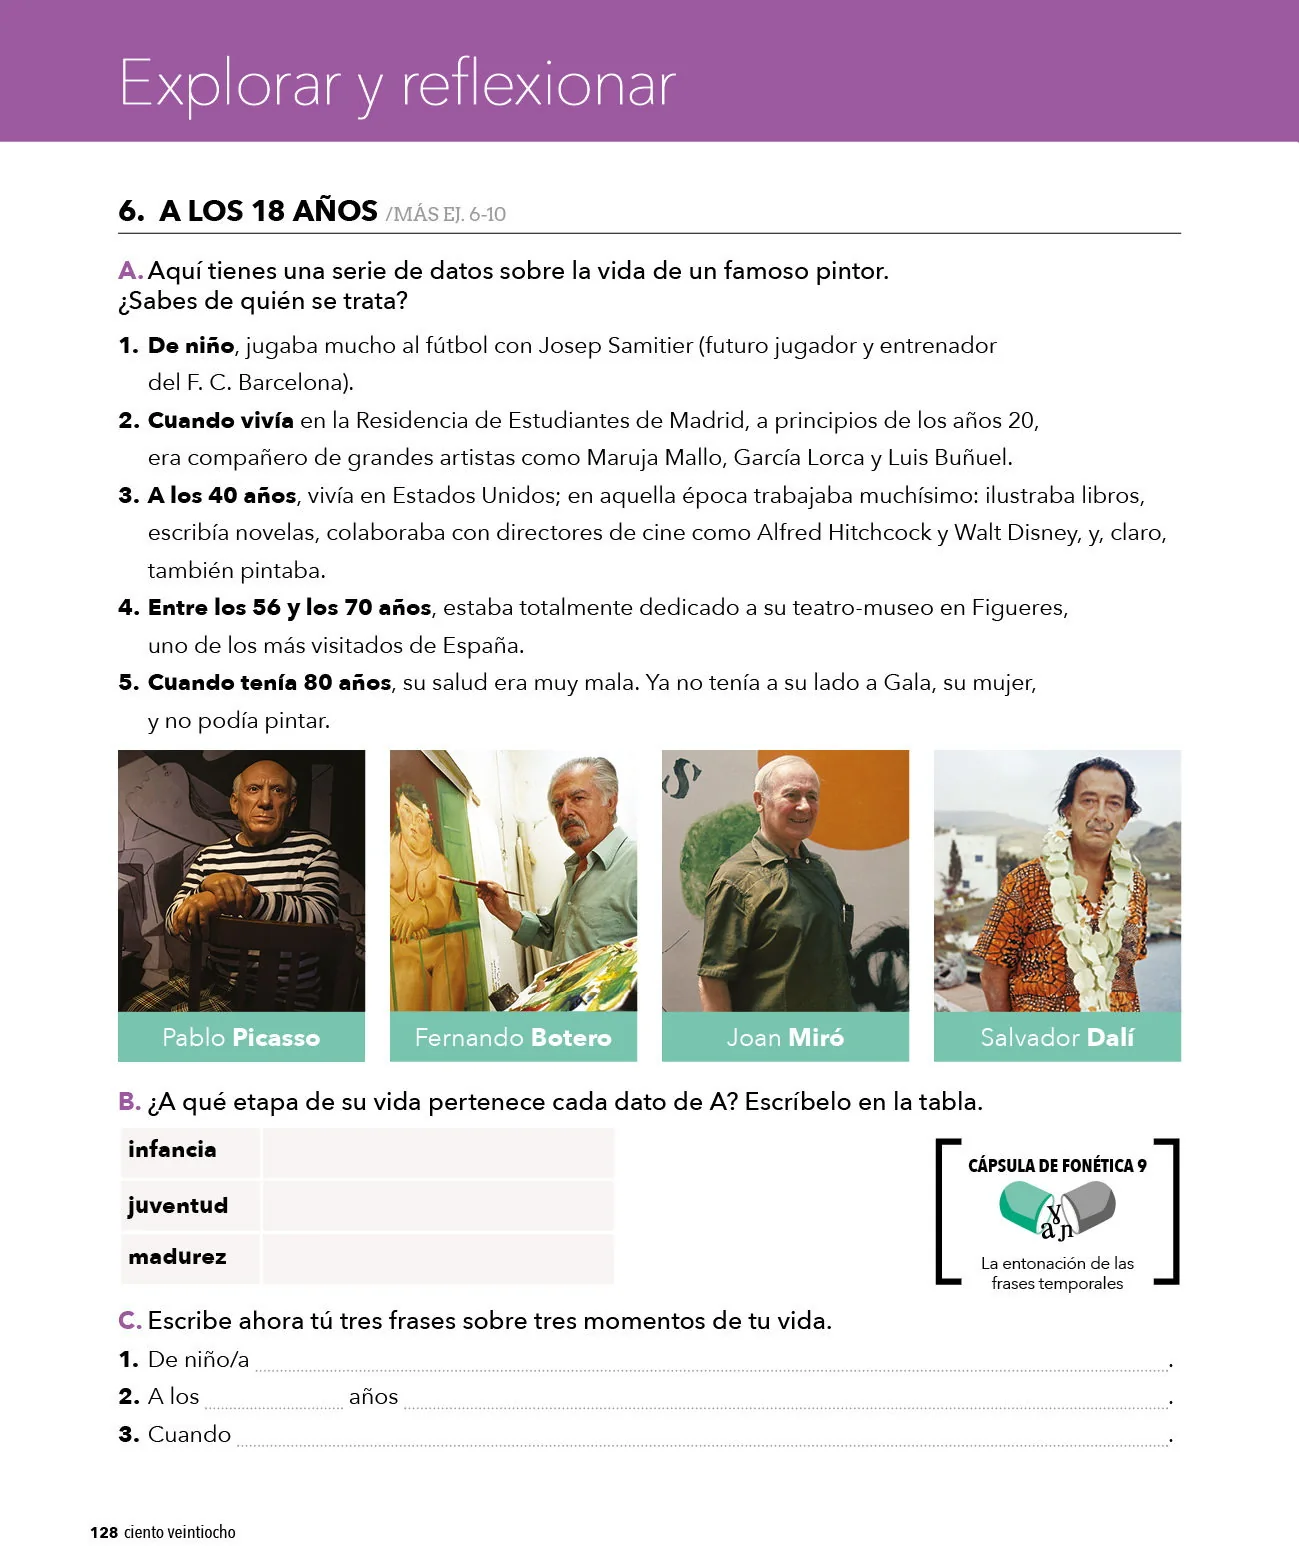 Explorar y reflexionar
6. A LOS 18 AÑOS /MÁS EJ. 6-10
A. Aquí tienes una serie de datos sobre la vida de un famoso pintor.
¿Sabes de quién se trata?
1. De niño, jugaba mucho al fútbol con Josep Samitier (futuro jugador y entrenador
del F. C. Barcelona).
2. Cuando vivía en la Residencia de Estudiantes de Madrid, a principios de los años 20,
era compañero de grandes artistas como Maruja Mallo, García Lorca y Luis Buñuel.
3. A los 40 años, vivía en Estados Unidos; en aquella época trabajaba muchísimo: ilustraba libros,
escribía novelas, colaboraba con directores de cine como Alfred Hitchcock y Walt Disney, y, claro,
también pintaba.
4. Entre los 56 y los 70 años, estaba totalmente dedicado a su teatro-museo en Figueres,
uno de los más visitados de España.
5. Cuando tenía 80 años, su salud era muy mala. Ya no tenía a su lado a Gala, su mujer,
y no podía pintar.
Pablo Picasso
Fernando Botero
Joan Miró
Salvador Dalí
B. ¿A qué etapa de su vida pertenece cada dato de A? Escríbelo en la tabla.
infancia
juventud
madurez
CÁPSULA DE FONÉTICA 9
La entonación de las
frases temporales
C. Escribe ahora tú tres frases sobre tres momentos de tu vida.
1. De niño/a .
2. A los años .
3. Cuando .
128 ciento veintiocho